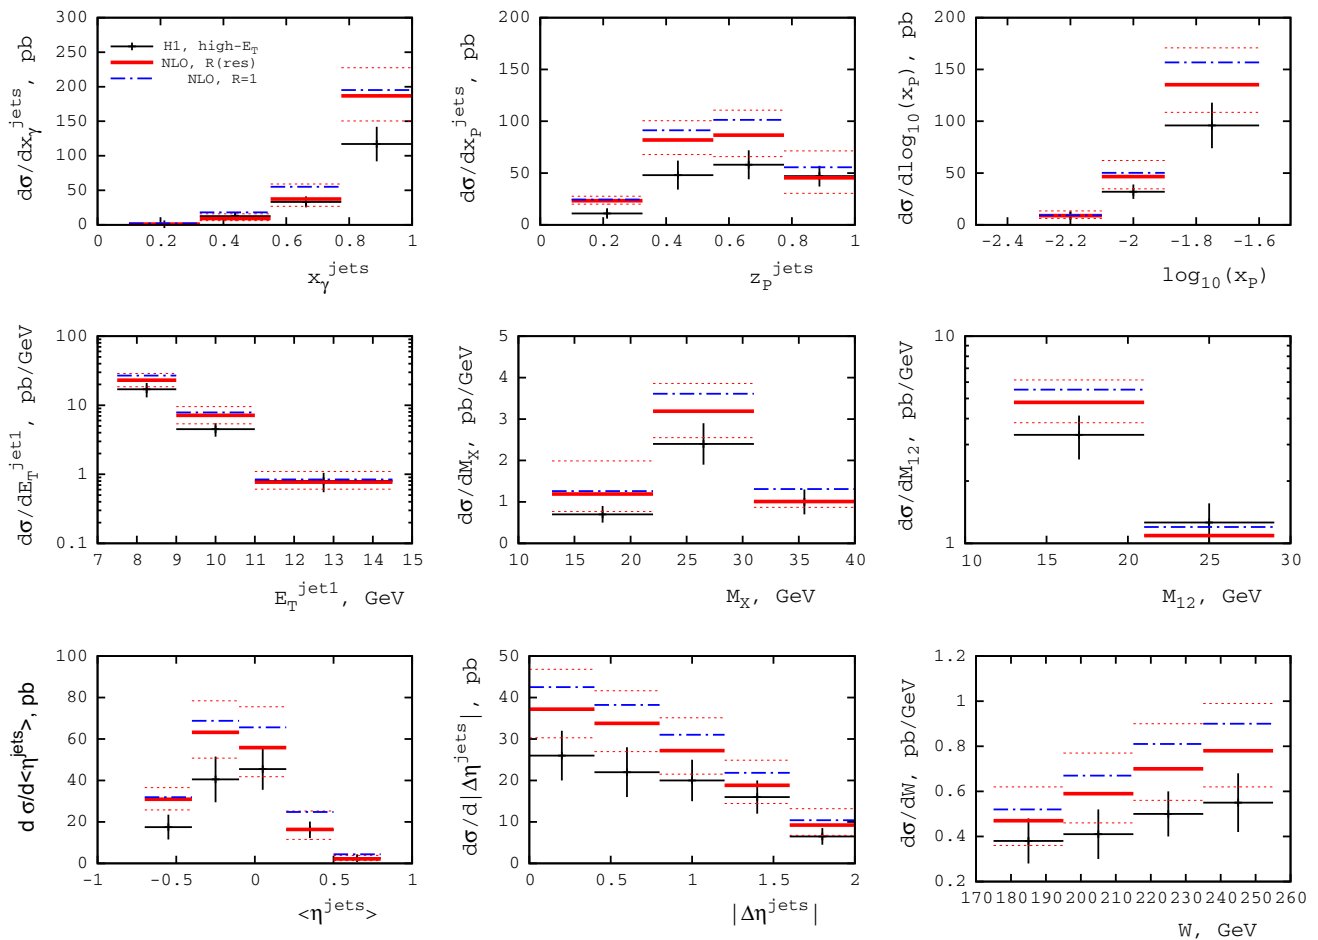 300
250
200
150
100
50
0
dσ/dx_γ^jets, pb
H1, high-E_T
NLO, R(res)
NLO, R=1
0 0.2 0.4 0.6 0.8 1
x_γ^jets
200
150
100
50
0
dσ/dz_P^jets, pb
0 0.2 0.4 0.6 0.8 1
z_P^jets
200
150
100
50
0
dσ/dlog_10(x_P), pb
-2.4 -2.2 -2 -1.8 -1.6
log_10(x_P)
100
10
1
0.1
dσ/dE_T^jet1, pb/GeV
7 8 9 10 11 12 13 14 15
E_T^jet1, GeV
5
4
3
2
1
0
dσ/dM_X, pb/GeV
10 15 20 25 30 35 40
M_X, GeV
10
1
dσ/dM_12, pb/GeV
10 15 20 25 30
M_12, GeV
100
80
60
40
20
0
d σ/d<η^jets>, pb
-1 -0.5 0 0.5 1
<η^jets>
50
40
30
20
10
0
dσ/d|Δη^jets|, pb
0 0.5 1 1.5 2
|Δη^jets|
1.2
1
0.8
0.6
0.4
0.2
dσ/dW, pb/GeV
170 180 190 200 210 220 230 240 250 260
W, GeV